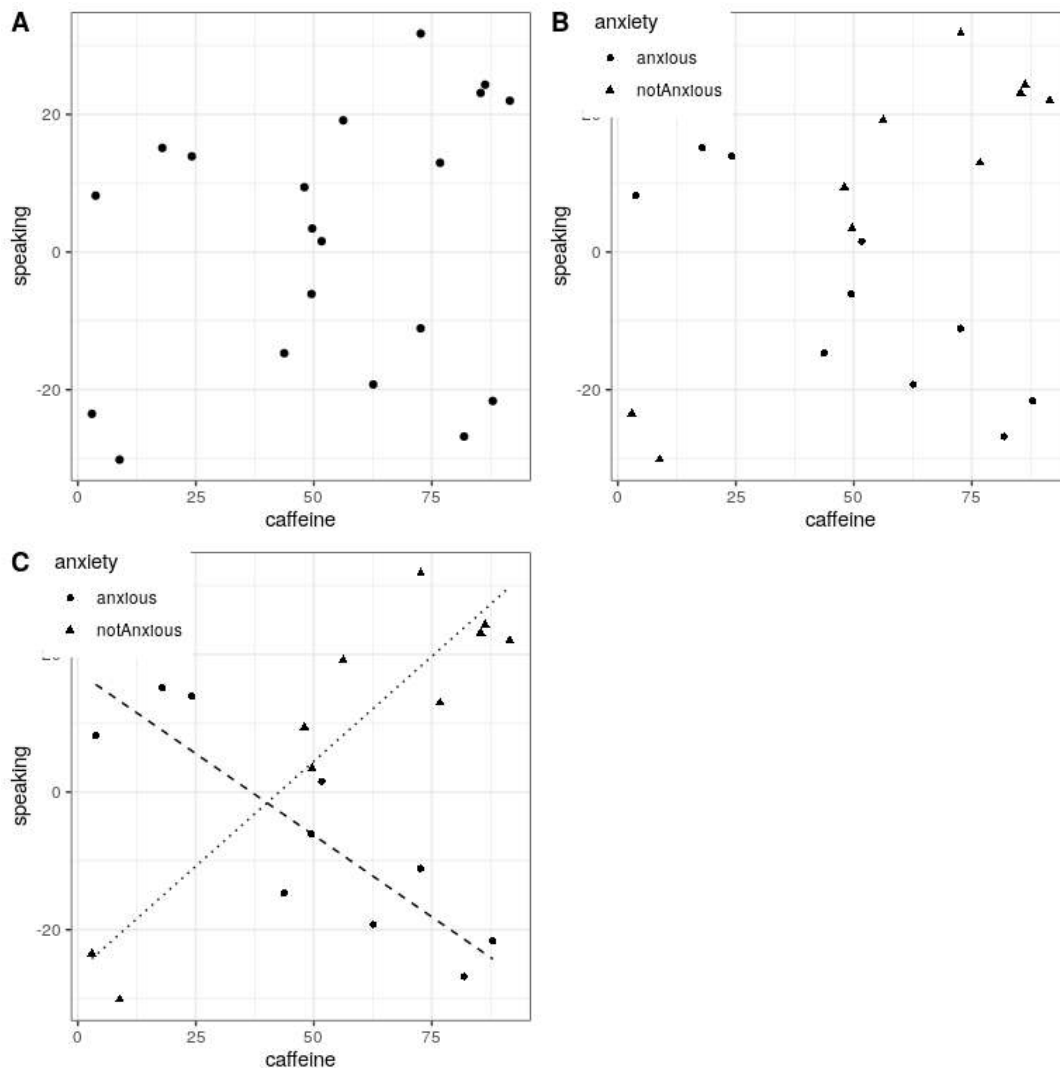 A
20
0
-20
speaking
0 25 50 75
caffeine
B
anxiety
anxious
notAnxious
0
-20
speaking
0 25 50 75
caffeine
C
anxiety
anxious
notAnxious
0
-20
speaking
0 25 50 75
caffeine